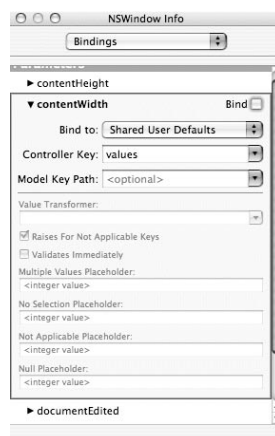 NSWindow Info
Bindings
Parameters
contentHeight
contentWidth Bind
Bind to: Shared User Defaults
Controller Key: values
Model Key Path: <optional>
Value Transformer:
Raises For Not Applicable Keys
Validates Immediately
Multiple Values Placeholder:
<integer value>
No Selection Placeholder:
<integer value>
Not Applicable Placeholder:
<integer value>
Null Placeholder:
<integer value>
documentEdited